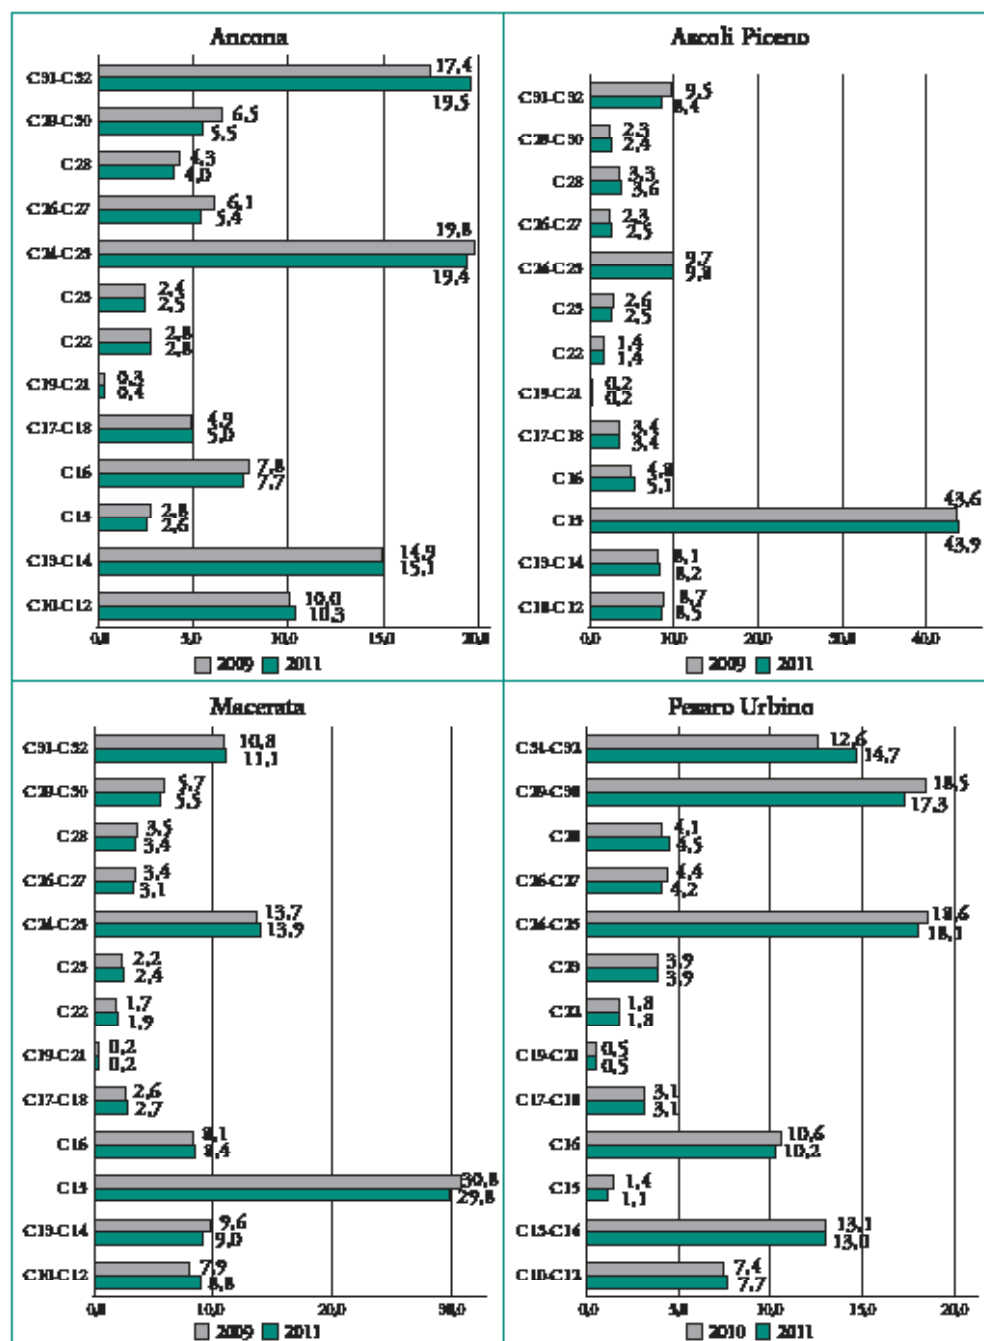 Ancona
C31-C32
17,4
19,5
C29-C30
6,5
5,5
C28
4,3
4,0
C26-C27
6,1
5,4
C24-C25
19,8
19,4
C23
2,4
2,5
C22
2,8
2,8
C19-C21
0,3
0,4
C17-C18
4,9
5,0
C16
7,8
7,7
C15
2,8
2,6
C13-C14
14,9
15,1
C10-C12
10,0
10,3
0,0 5,0 10,0 15,0 20,0
2009 2011
Ascoli Piceno
C31-C32
9,5
8,4
C29-C30
2,3
2,4
C28
3,3
3,6
C26-C27
2,3
2,5
C24-C25
9,7
9,8
C23
2,6
2,5
C22
1,4
1,4
C19-C21
0,2
0,2
C17-C18
3,4
3,4
C16
4,8
5,1
C15
43,6
43,9
C13-C14
8,1
8,2
C10-C12
8,7
8,5
0,0 10,0 20,0 30,0 40,0
2009 2011
Macerata
C31-C32
10,8
11,1
C29-C30
5,7
5,5
C28
3,5
3,4
C26-C27
3,4
3,1
C24-C25
13,7
13,9
C23
2,2
2,4
C22
1,7
1,9
C19-C21
0,2
0,2
C17-C18
2,6
2,7
C16
8,1
8,4
C15
30,8
29,8
C13-C14
9,6
9,0
C10-C12
7,9
8,8
0,0 10,0 20,0 30,0
2009 2011
Pesaro Urbino
C31-C32
12,6
14,7
C29-C30
18,5
17,3
C28
4,1
4,5
C26-C27
4,4
4,2
C24-C25
18,6
18,1
C23
3,9
3,9
C22
1,8
1,8
C19-C21
0,5
0,5
C17-C18
3,1
3,1
C16
10,6
10,2
C15
1,4
1,1
C13-C14
13,1
13,0
C10-C12
7,4
7,7
0,0 5,0 10,0 15,0 20,0
2010 2011